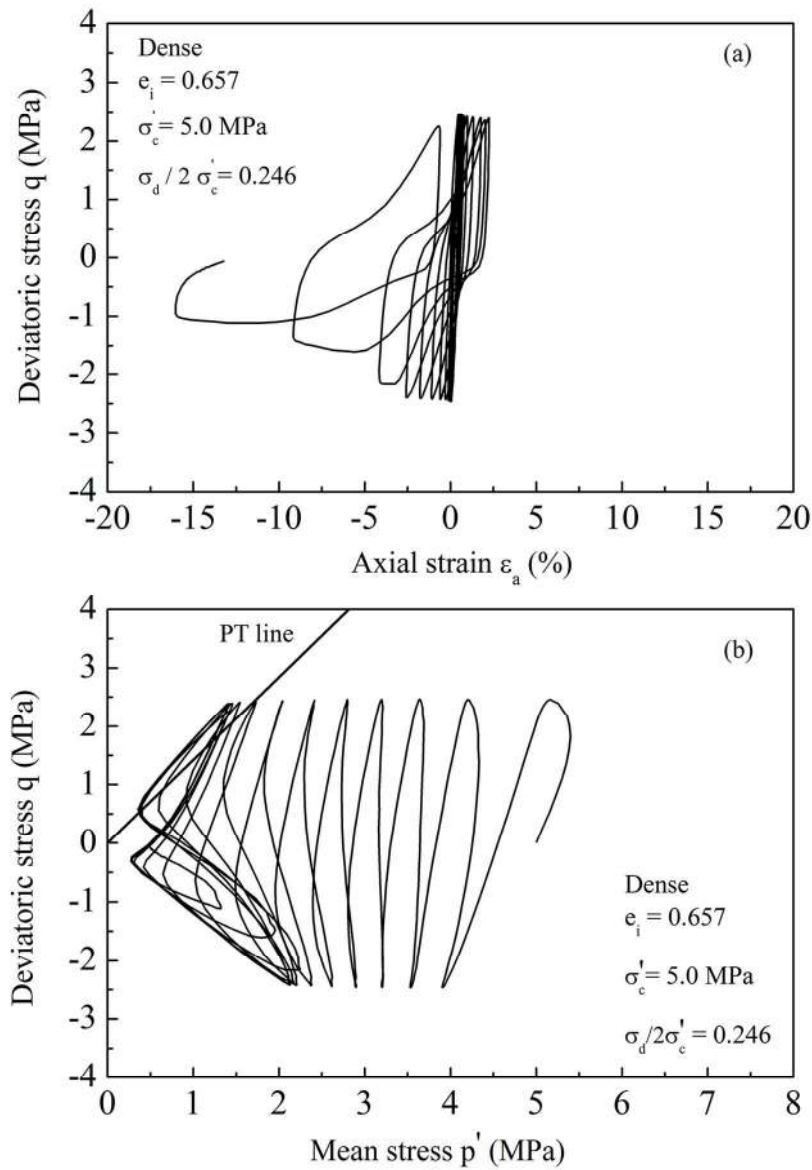 4
3
2
1
0
-1
-2
-3
-4
Deviatoric stress q (MPa)
Dense
e_i = 0.657
σ'_c = 5.0 MPa
σ_d / 2 σ'_c = 0.246
(a)
-20 -15 -10 -5 0 5 10 15 20
Axial strain ε_a (%)
4
3
2
1
0
-1
-2
-3
-4
Deviatoric stress q (MPa)
PT line
(b)
Dense
e_i = 0.657
σ'_c = 5.0 MPa
σ_d/2σ'_c = 0.246
0 1 2 3 4 5 6 7 8
Mean stress p' (MPa)